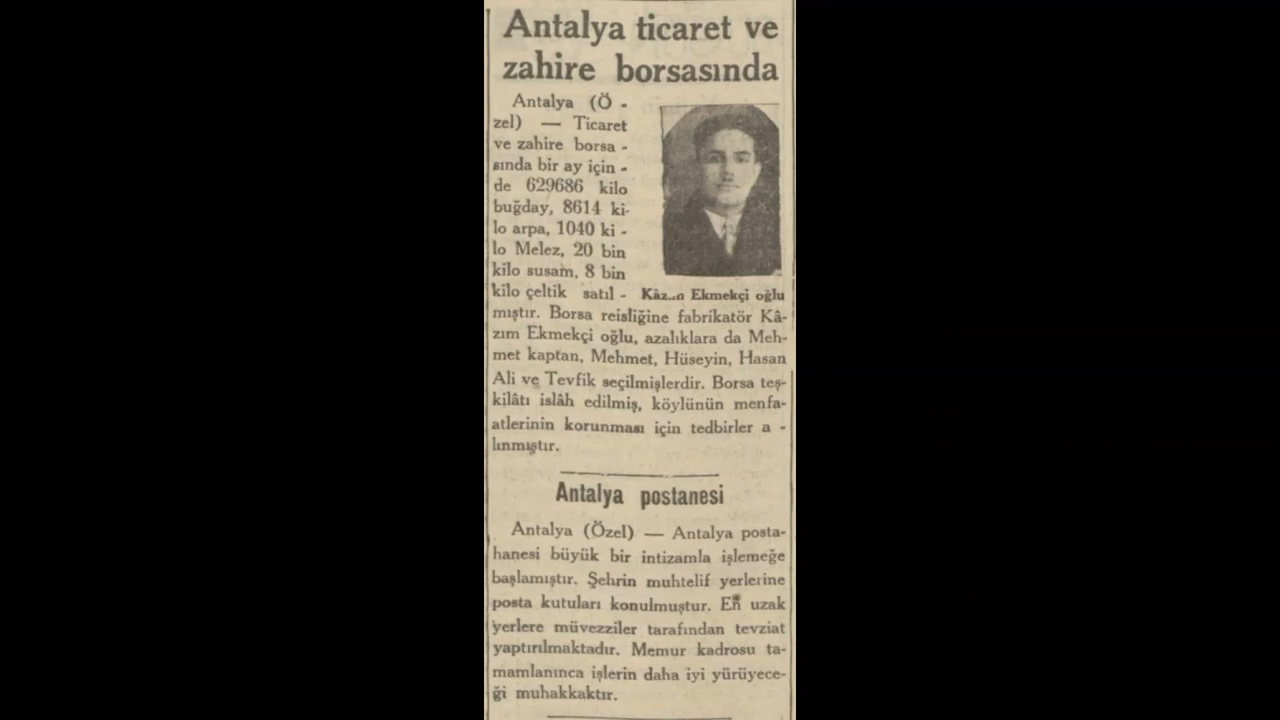 Antalya ticaret ve
zahire borsasında
Antalya (Ö -
zel) — Ticaret
ve zahire borsa -
sında bir ay için -
de 629686 kilo
buğday, 8614 ki-
lo arpa, 1040 ki -
lo Melez, 20 bin
kilo susam, 8 bin
kilo çeltik satıl -
Ekmekçi oğlu
mıştır. Borsa reisliğine fabrikatör Kâ-
zım Ekmekçi oğlu, azalıklara da Meh-
met kaptan, Mehmet, Hüseyin, Hasan
Ali ve Tevfik seçilmişlerdir. Borsa teş-
kilâtı islâh edilmiş, köylünün menfa-
atlerinin korunması için tedbirler a -
lınmıştır.
Antalya postanesi
Antalya (Özel) — Antalya posta-
hanesi büyük bir intizamla işlemeğe
başlamıştır. Şehrin muhtelif yerlerine
posta kutuları konulmuştur. En uzak
yerlere müvezziler tarafından tevziat
yaptırılmaktadır. Memur kadrosu ta-
mamlanınca işlerin daha iyi yürüyece-
ği muhakkaktır.